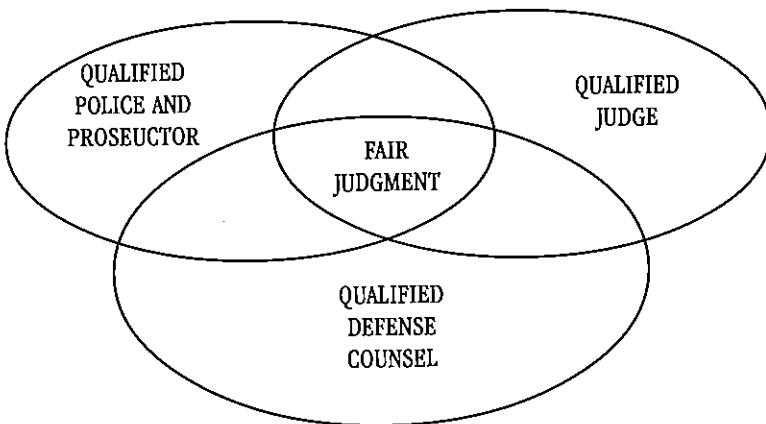 QUALIFIED
POLICE AND
PROSEUCTOR
QUALIFIED
JUDGE
FAIR
JUDGMENT
QUALIFIED
DEFENSE
COUNSEL